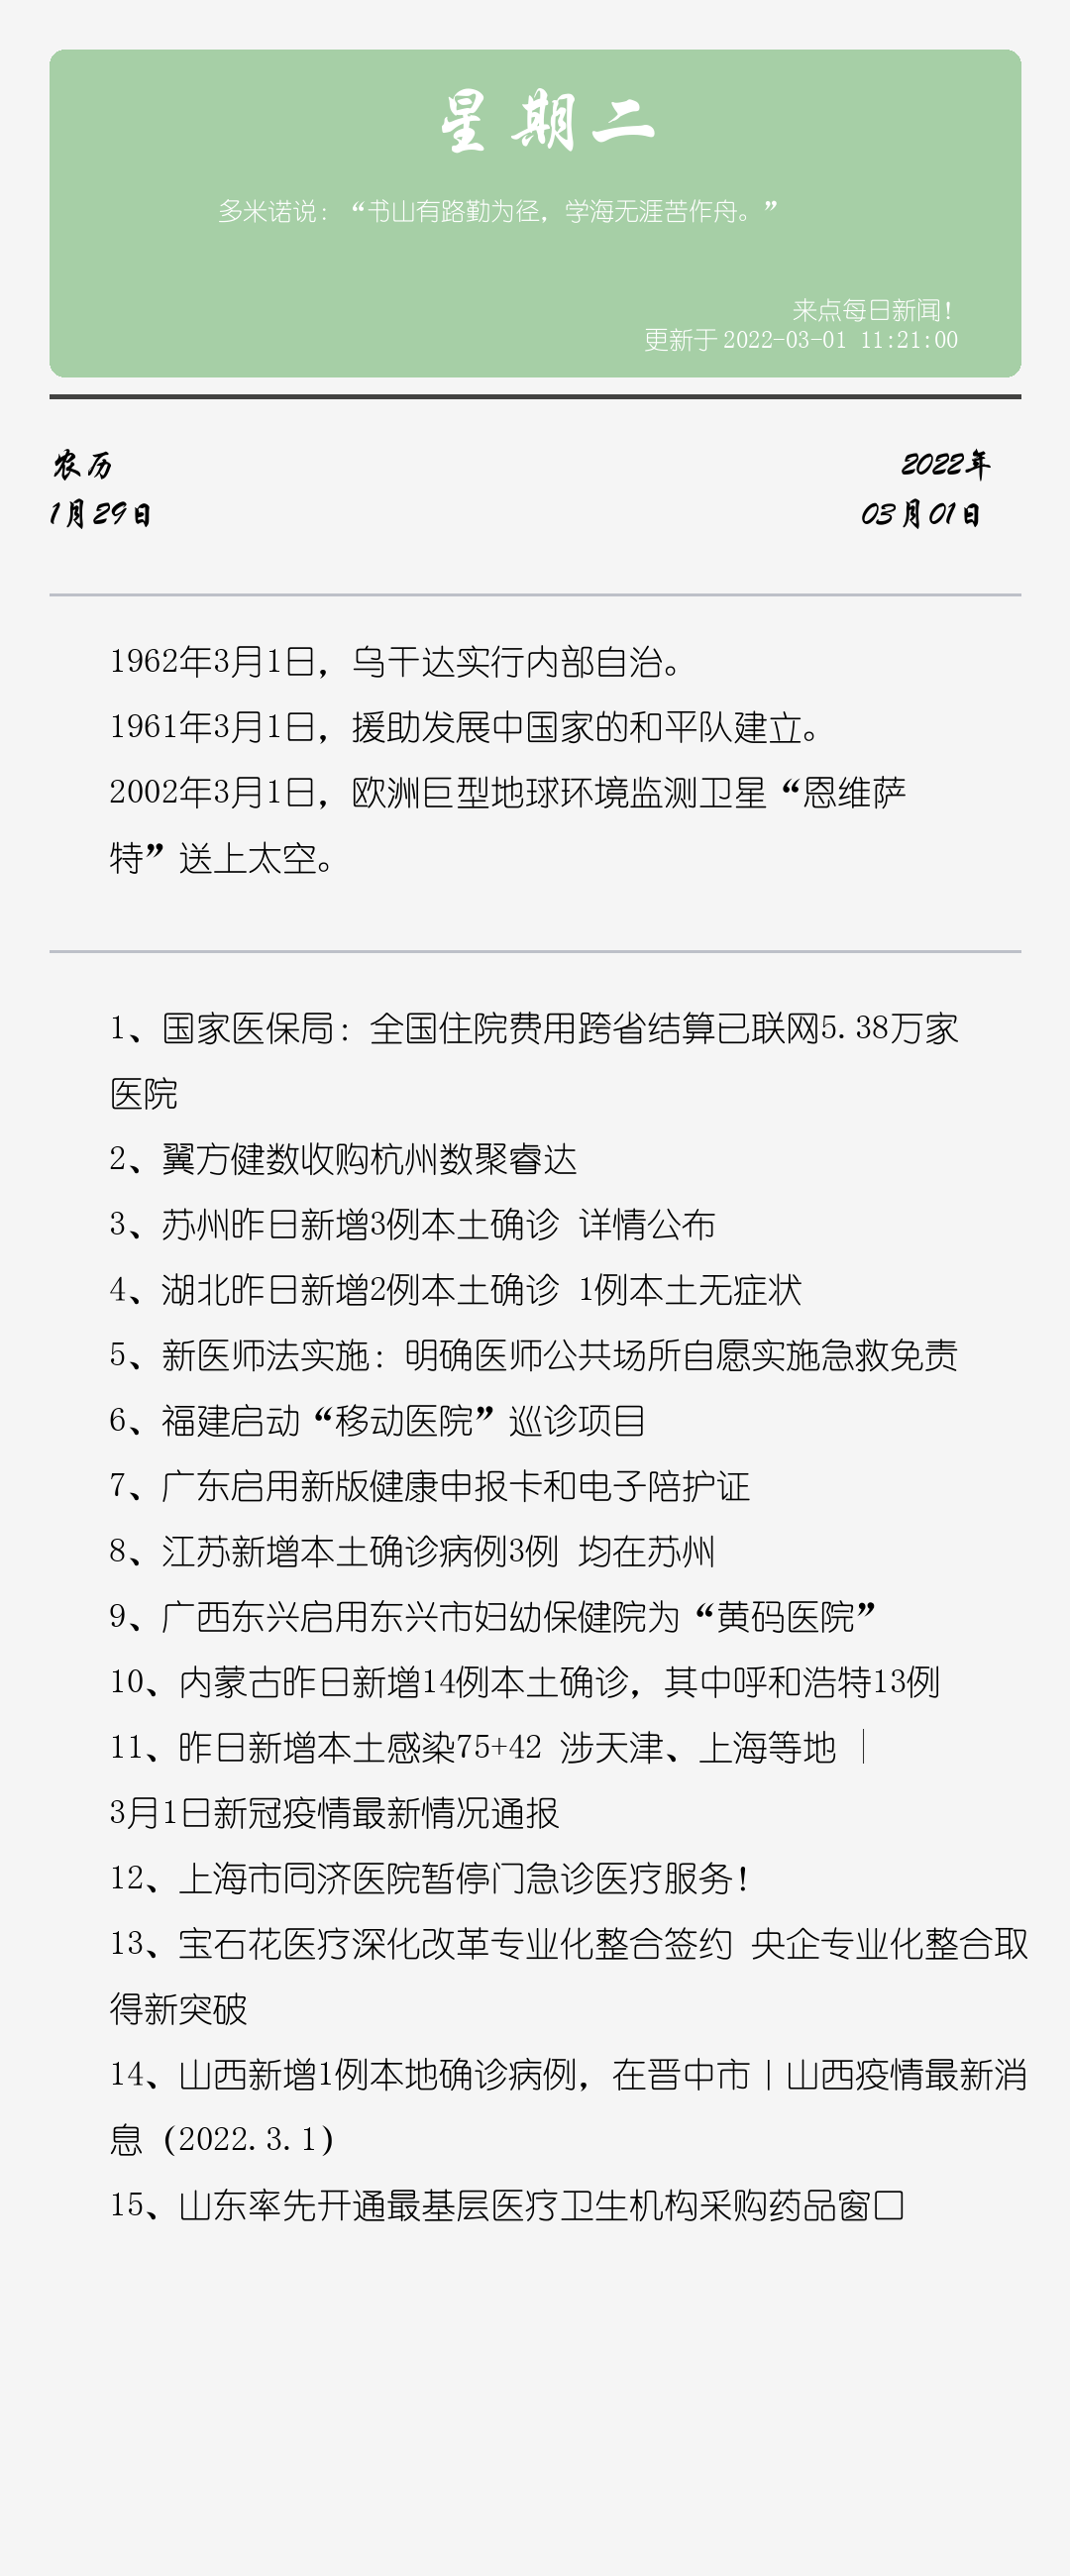 星期二
多米诺说：“书山有路勤为径，学海无涯苦作舟。”
来点每日新闻！
更新于2022-03-01 11:21:00
农历
2022年
1月29日
03月01日
1962年3月1日，乌干达实行内部自治。
1961年3月1日，援助发展中国家的和平队建立。
2002年3月1日，欧洲巨型地球环境监测卫星“恩维萨
特”送上太空。
1、国家医保局：全国住院费用跨省结算已联网5.38万家
医院
2、翼方健数收购杭州数聚睿达
3、苏州昨日新增3例本土确诊 详情公布
4、湖北昨日新增2例本土确诊 1例本土无症状
5、新医师法实施：明确医师公共场所自愿实施急救免责
6、福建启动“移动医院”巡诊项目
7、广东启用新版健康申报卡和电子陪护证
8、江苏新增本土确诊病例3例 均在苏州
9、广西东兴启用东兴市妇幼保健院为“黄码医院”
10、内蒙古昨日新增14例本土确诊，其中呼和浩特13例
11、昨日新增本土感染75+42 涉天津、上海等地｜
3月1日新冠疫情最新情况通报
12、上海市同济医院暂停门急诊医疗服务！
13、宝石花医疗深化改革专业化整合签约 央企专业化整合取
得新突破
14、山西新增1例本地确诊病例，在晋中市丨山西疫情最新消
息（2022.3.1）
15、山东率先开通最基层医疗卫生机构采购药品窗口